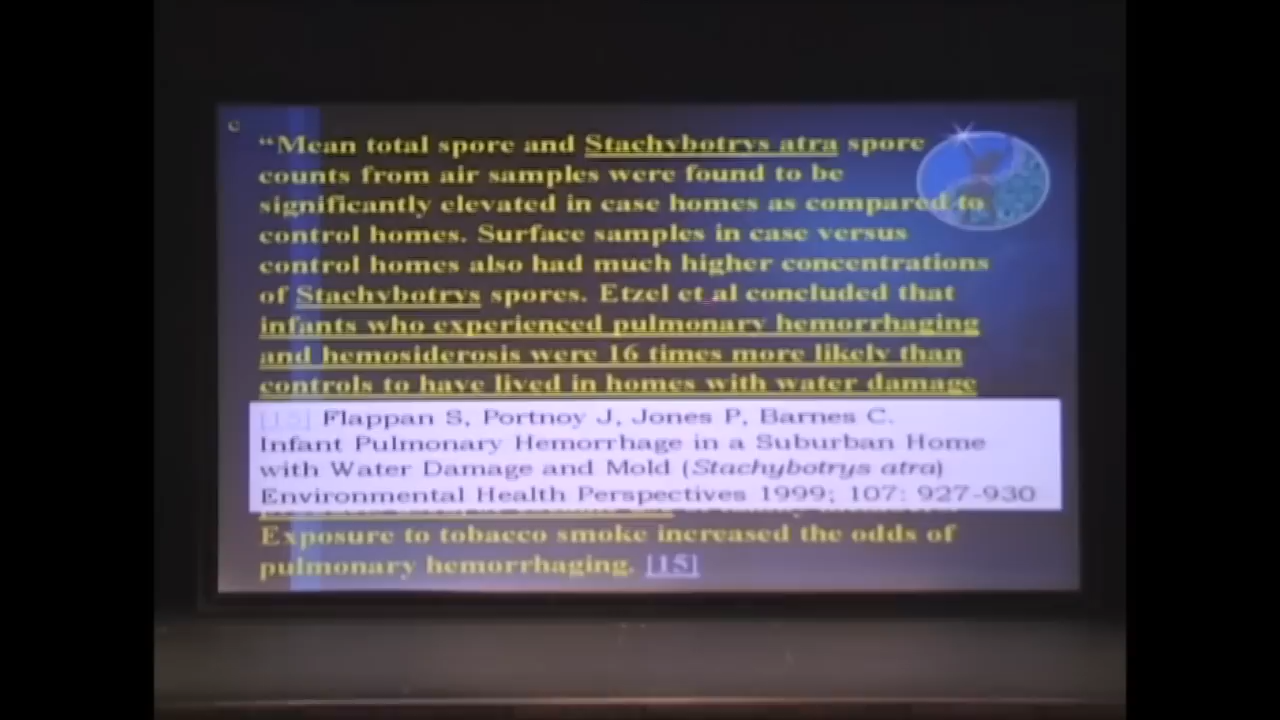 “Mean total spore and Stachybotrys atra spore
counts from air samples were found to be
significantly elevated in case homes as compared to
control homes. Surface samples in case versus
control homes also had much higher concentrations
of Stachybotrys spores. Etzel et al concluded that
infants who experienced pulmonary hemorrhaging
and hemosiderosis were 16 times more likely than
controls to have lived in homes with water damage
[15] Flappan S, Portnoy J, Jones P, Barnes C.
Infant Pulmonary Hemorrhage in a Suburban Home
with Water Damage and Mold (Stachybotrys atra)
Environmental Health Perspectives 1999; 107: 927-930
Exposure to tobacco smoke increased the odds of
pulmonary hemorrhaging. [15]